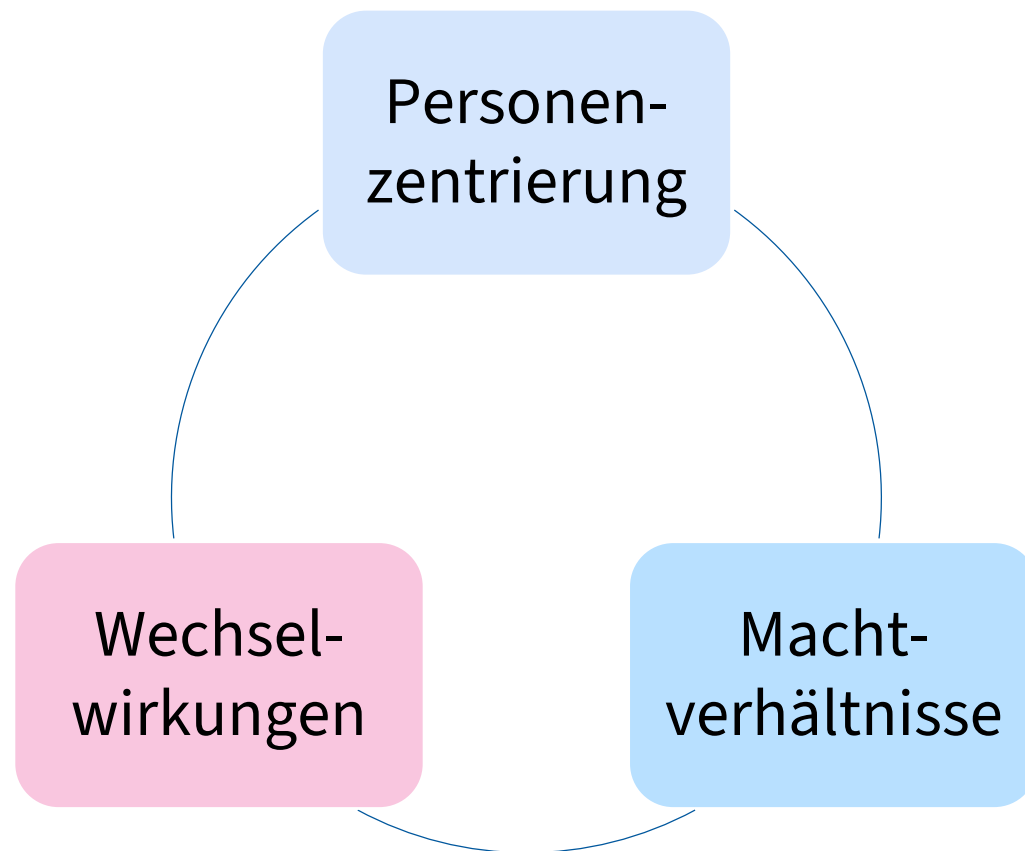 Personen-
zentrierung
Wechsel-
wirkungen
Macht-
verhältnisse